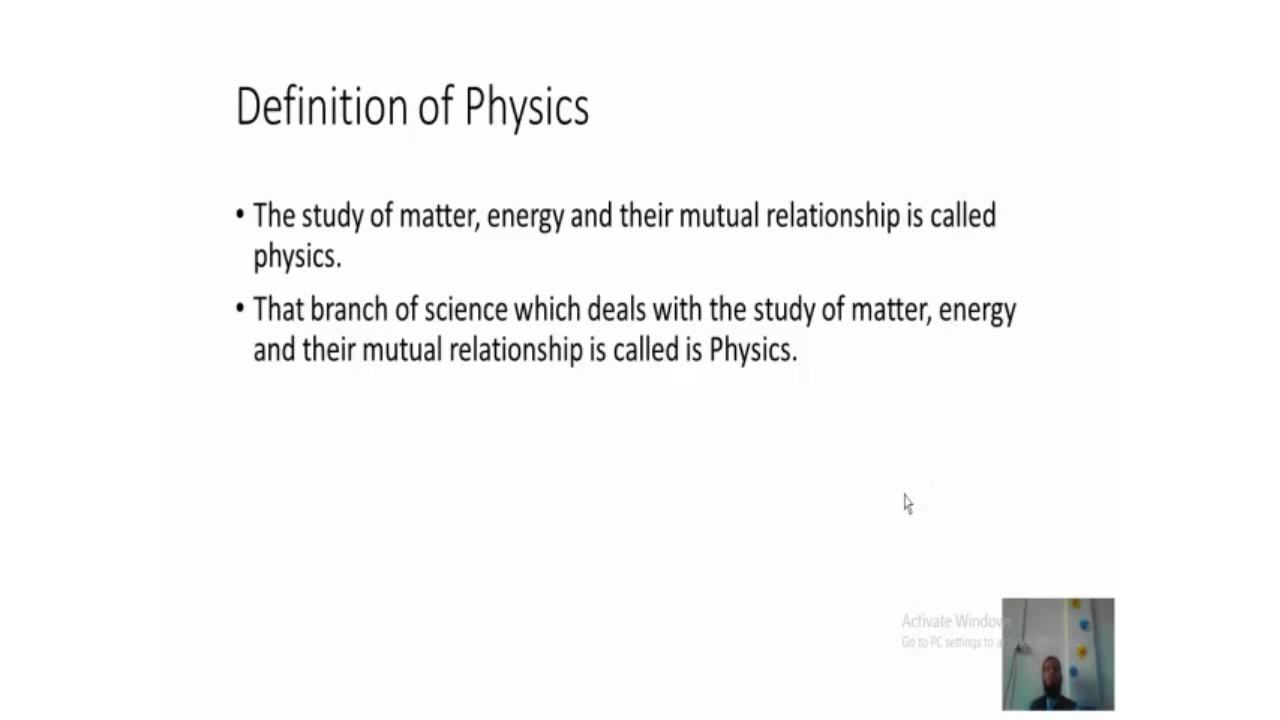 Definition of Physics
• The study of matter, energy and their mutual relationship is called
physics.
• That branch of science which deals with the study of matter, energy
and their mutual relationship is called is Physics.
Activate Windows
Go to PC settings to